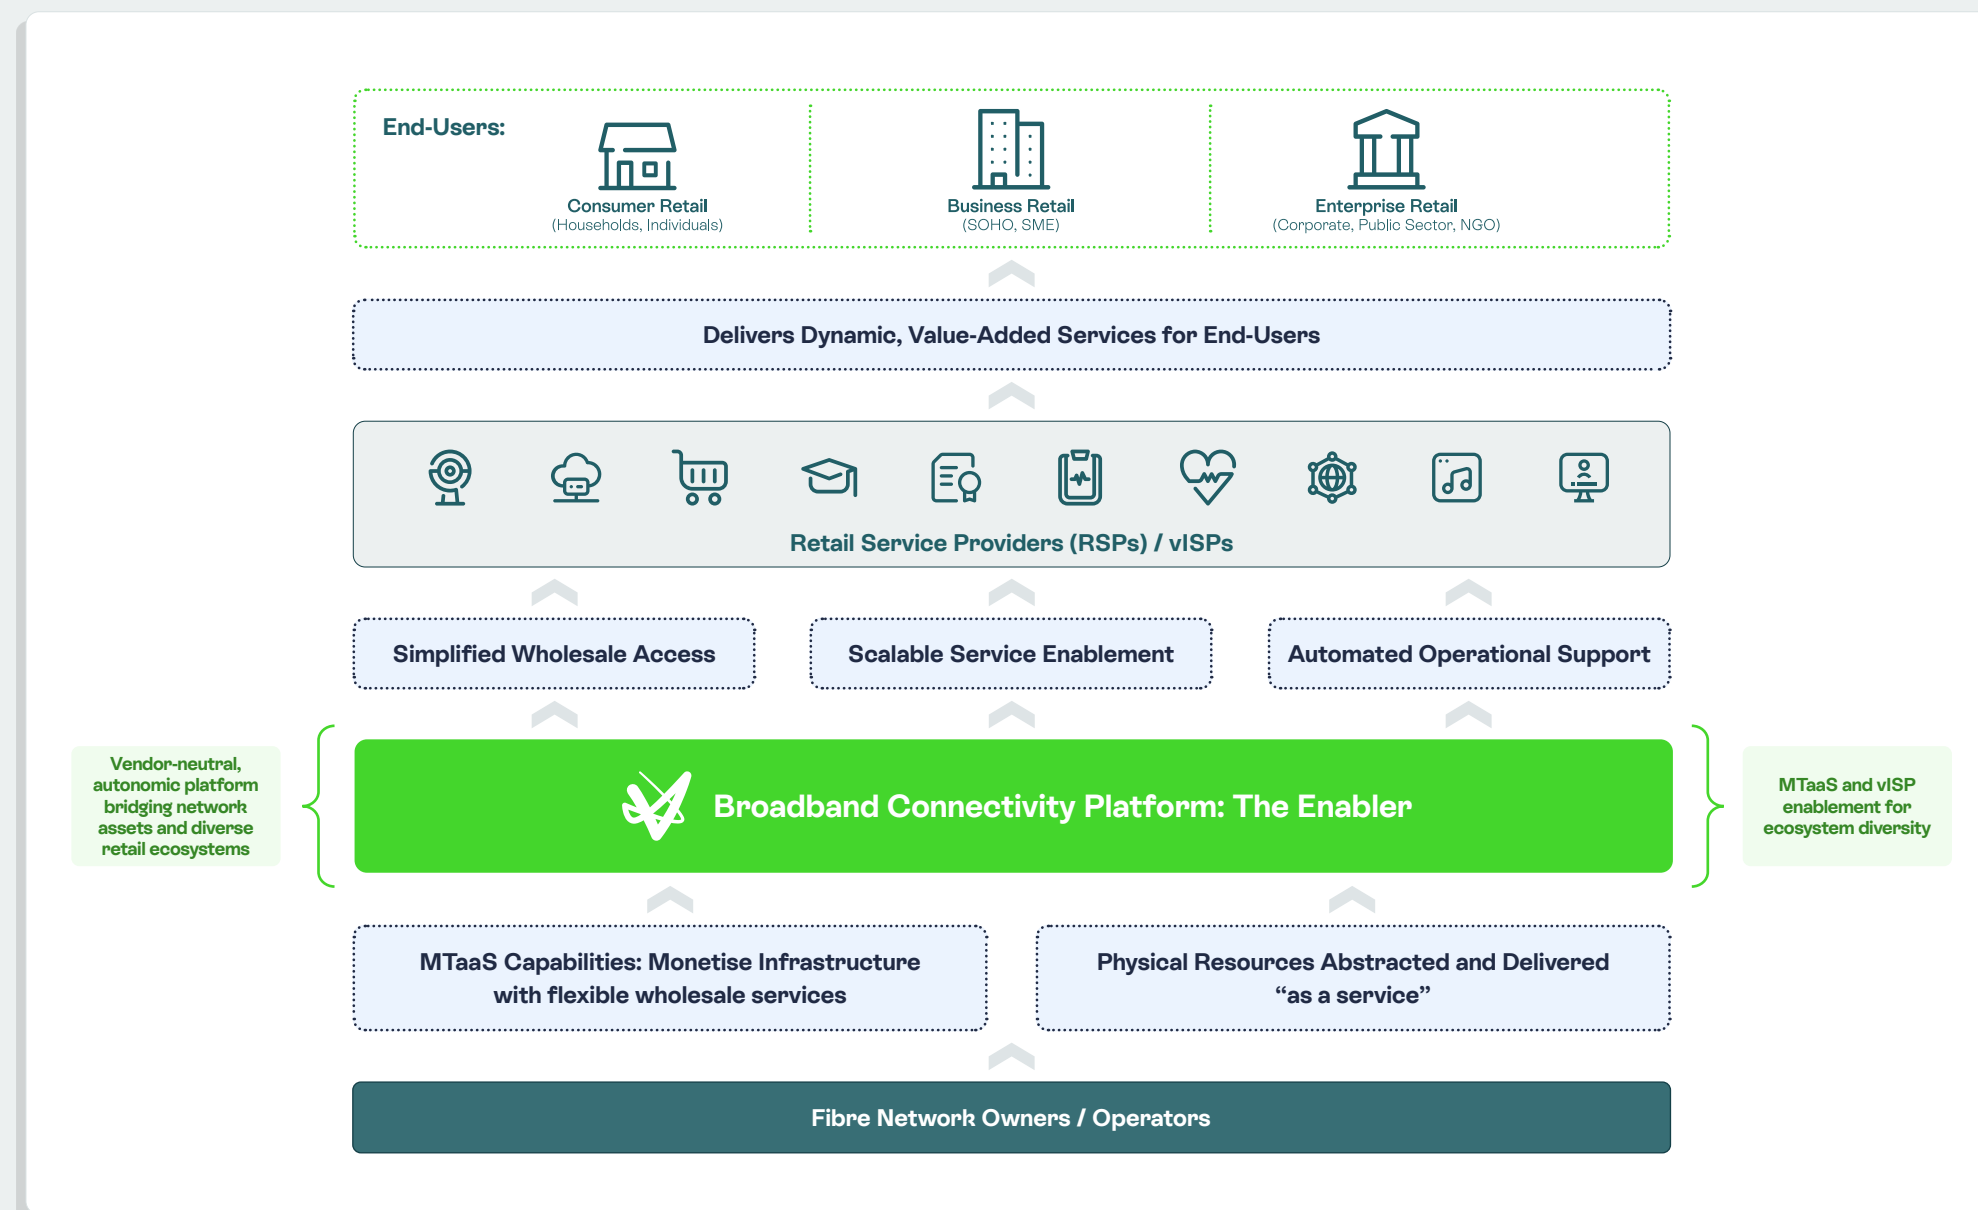 End-Users:
Consumer Retail
(Households, Individuals)
Business Retail
(SOHO, SME)
Enterprise Retail
(Corporate, Public Sector, NGO)
Delivers Dynamic, Value-Added Services for End-Users
Retail Service Providers (RSPs) / vISPs
Simplified Wholesale Access
Scalable Service Enablement
Automated Operational Support
Vendor-neutral,
autonomic platform
bridging network
assets and diverse
retail ecosystems
Broadband Connectivity Platform: The Enabler
MTaaS and vISP
enablement for
ecosystem diversity
MTaaS Capabilities: Monetise Infrastructure
with flexible wholesale services
Physical Resources Abstracted and Delivered
“as a service”
Fibre Network Owners / Operators